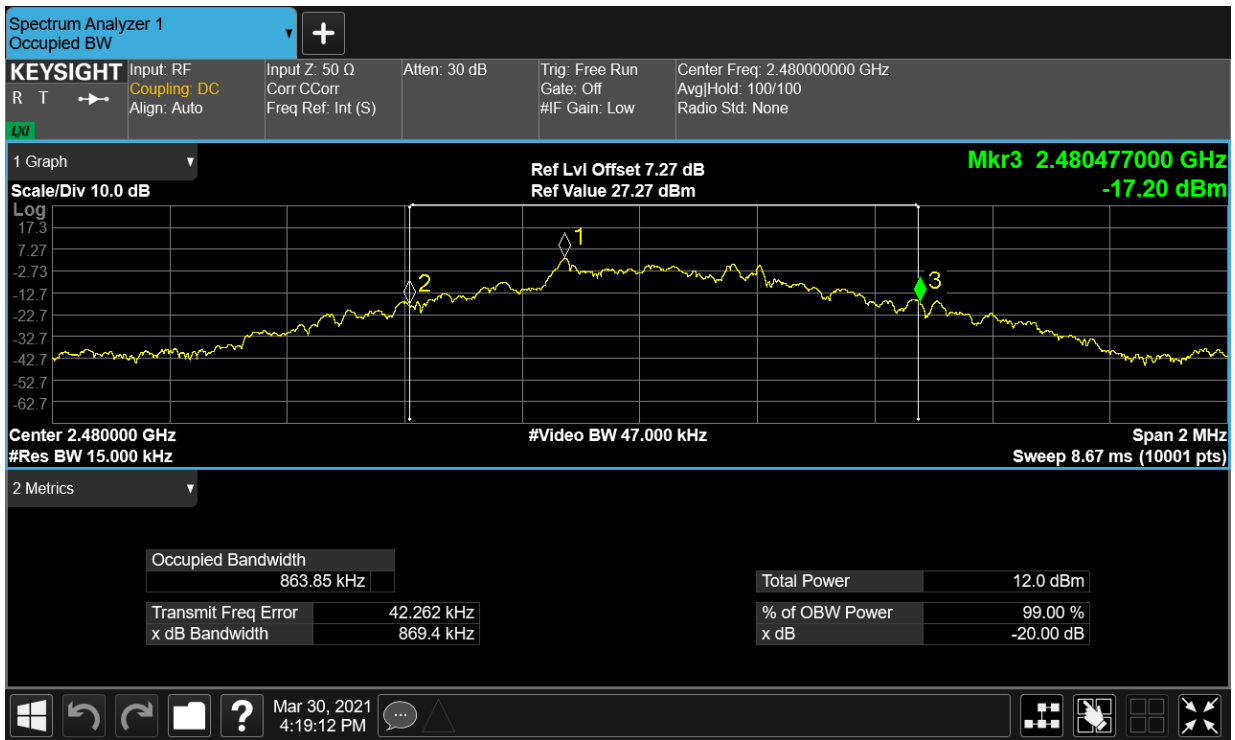 Spectrum Analyzer 1
Occupied BW
KEYSIGHT
R T
LXI
Input: RF
Coupling: DC
Align: Auto
Input Z: 50 Ω
Corr CCorr
Freq Ref: Int (S)
Atten: 30 dB
Trig: Free Run
Gate: Off
#IF Gain: Low
Center Freq: 2.480000000 GHz
Avg|Hold: 100/100
Radio Std: None
1 Graph
Scale/Div 10.0 dB
Ref Lvl Offset 7.27 dB
Ref Value 27.27 dBm
Mkr3 2.480477000 GHz
-17.20 dBm
Log
17.3
7.27
-2.73
-12.7
-22.7
-32.7
-42.7
-52.7
-62.7
1
2
3
Center 2.480000 GHz
#Video BW 47.000 kHz
Span 2 MHz
#Res BW 15.000 kHz
Sweep 8.67 ms (10001 pts)
2 Metrics
Occupied Bandwidth
863.85 kHz
Transmit Freq Error 42.262 kHz
x dB Bandwidth 869.4 kHz
Total Power 12.0 dBm
% of OBW Power 99.00 %
x dB -20.00 dB
?
Mar 30, 2021
4:19:12 PM